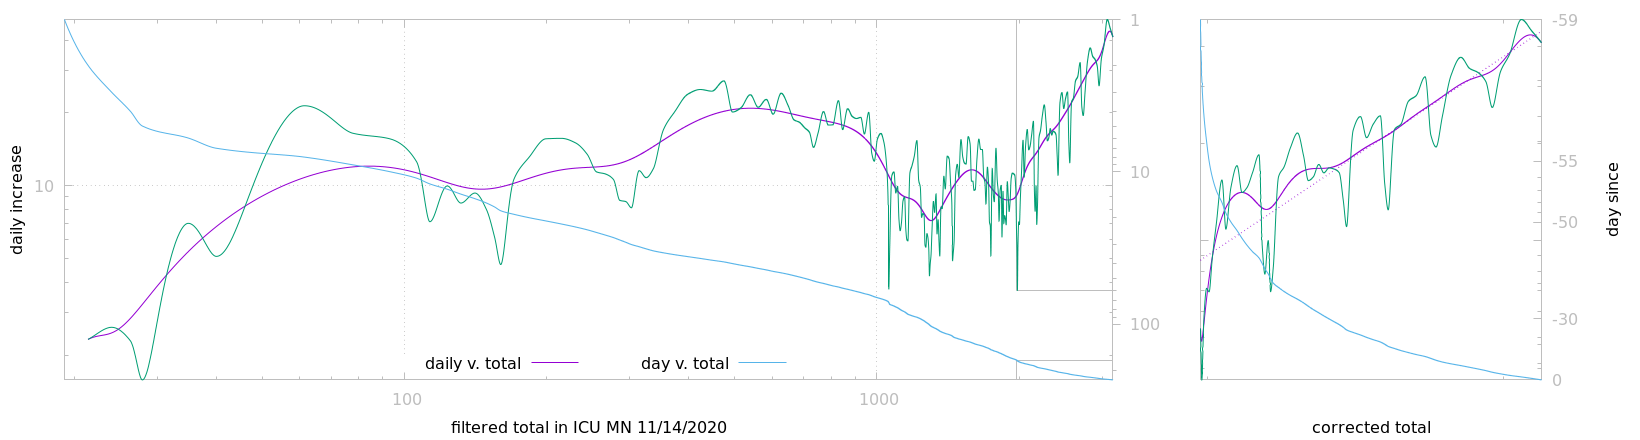 1
-59
-55
10
10
-50
daily increase
day since
100
-30
daily v. total
day v. total
0
100
1000
filtered total in ICU MN 11/14/2020
corrected total